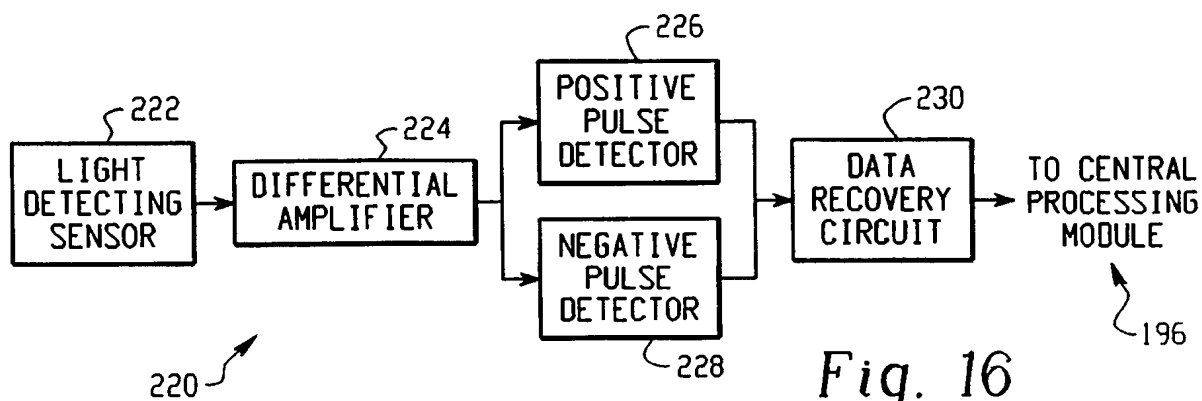 222
LIGHT
DETECTING
SENSOR
224
DIFFERENTIAL
AMPLIFIER
226
POSITIVE
PULSE
DETECTOR
NEGATIVE
PULSE
DETECTOR
228
230
DATA
RECOVERY
CIRCUIT
TO CENTRAL
PROCESSING
MODULE
196
220
Fig. 16